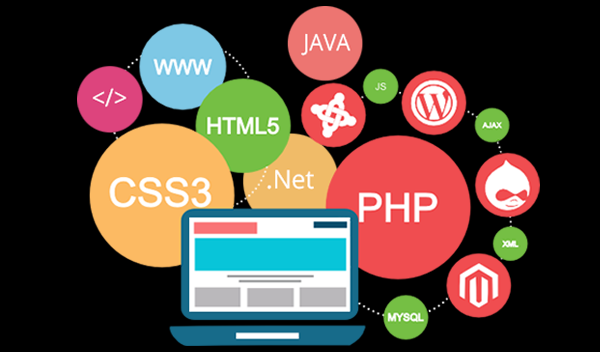 JAVA
WWW
</>
JS
HTML5
AJAX
CSS3
.Net
PHP
XML
MYSQL